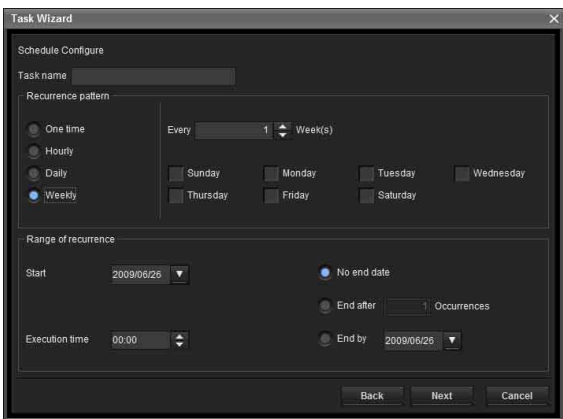 Task Wizard
Schedule Configure
Task name
Recurrence pattern
One time
Hourly
Daily
Weekly
Every 1 Week(s)
Sunday Monday Tuesday Wednesday
Thursday Friday Saturday
Range of recurrence
Start 2009/06/26
No end date
End after 1 Occurrences
Execution time 00:00
End by 2009/06/26
Back Next Cancel